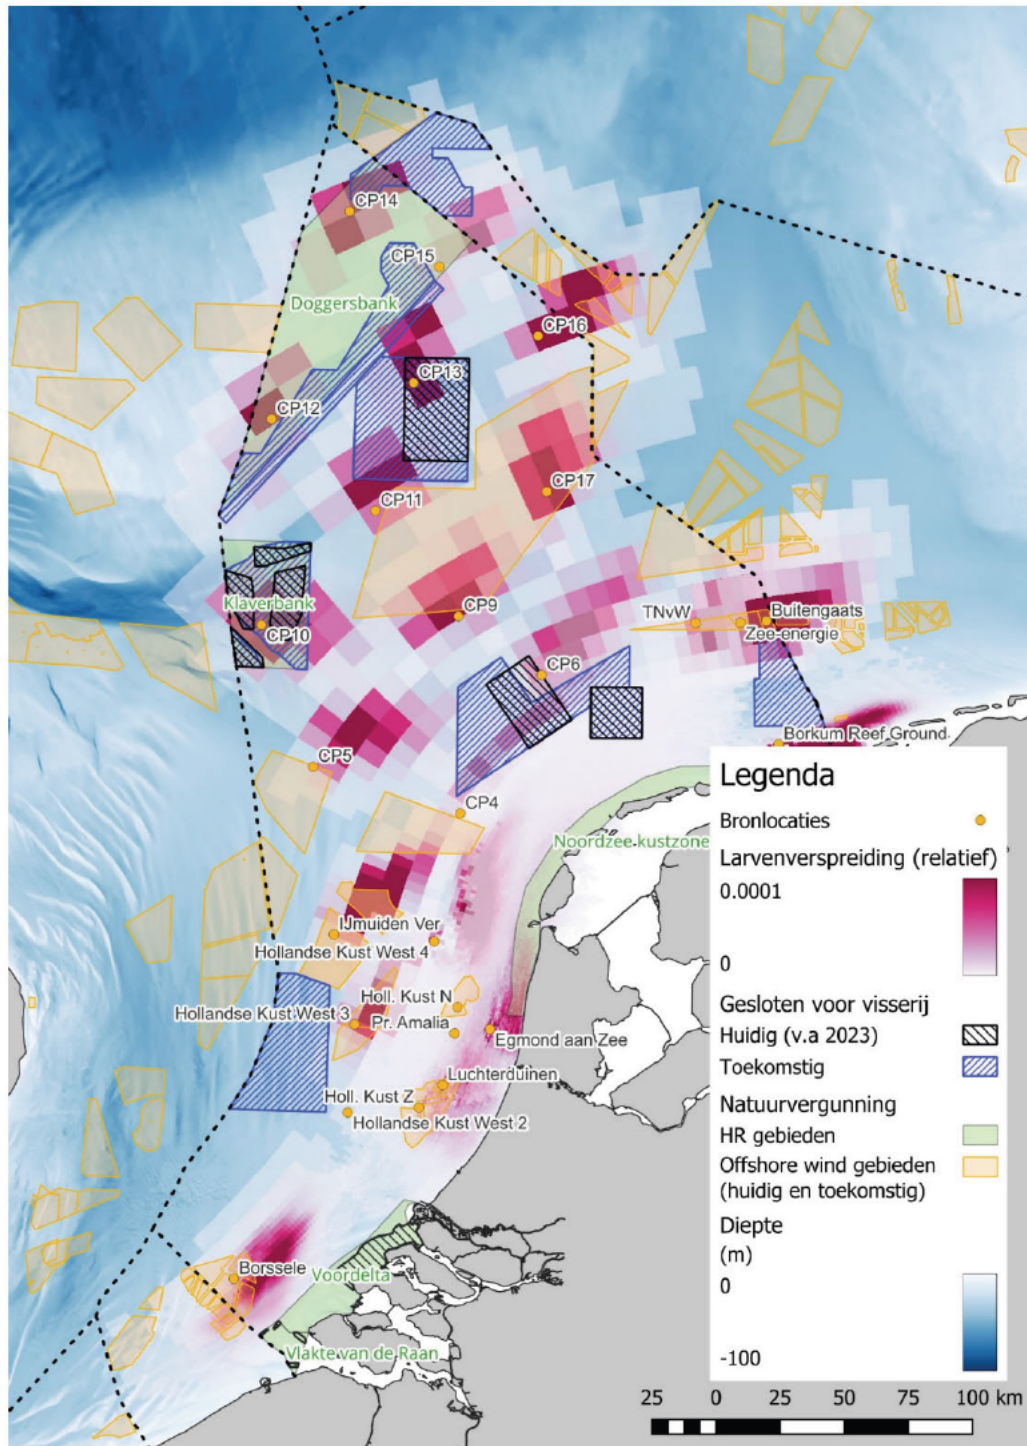 CP14
CP15
Doggersbank
CP16
CP13
CP12
CP17
CP11
Klaverbank
CP10
CP9
TNvW
Buitengaats
Zee-energie
CP6
CP5
Borkum Reef Ground
CP4
Noordzee kustzone
IJmuiden Ver
Hollandse Kust West 4
Holl. Kust N
Hollandse Kust West 3
Pr. Amalia
Egmond aan Zee
Luchterduinen
Holl. Kust Z
Hollandse Kust West 2
Borssele
Voordelta
Vlakte van de Raan
Legenda
Bronlocaties
Larvenverspreiding (relatief)
0.0001
0
Gesloten voor visserij
Huidig (v.a 2023)
Toekomstig
Natuurvergunning
HR gebieden
Offshore wind gebieden
(huidig en toekomstig)
Diepte
(m)
0
-100
25 0 25 50 75 100 km